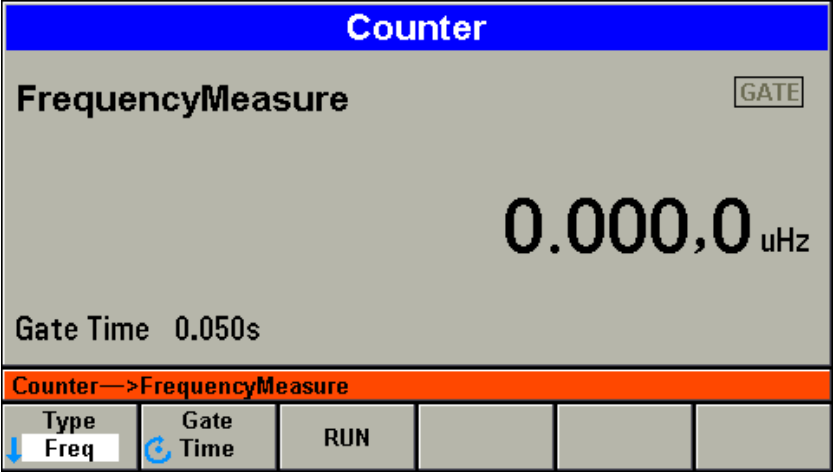 Counter
FrequencyMeasure
GATE
0.000,0 uHz
Gate Time 0.050s
Counter—>FrequencyMeasure
Type
Freq
Gate
Time
RUN